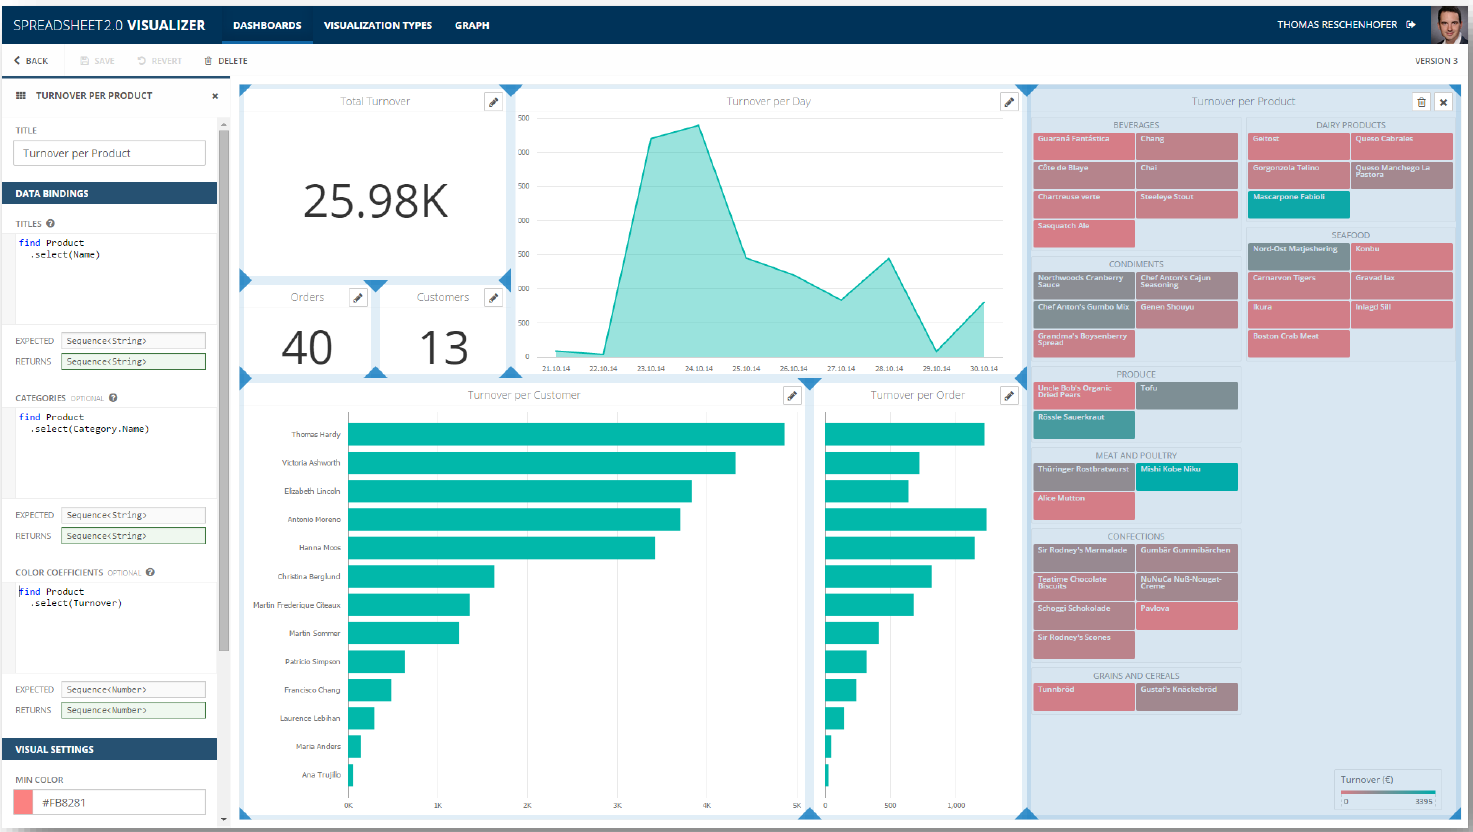 SPREADSHEET2.0 VISUALIZER
DASHBOARDS
VISUALIZATION TYPES
GRAPH
THOMAS RESCHENHOFER
BACK
SAVE
REVERT
DELETE
VERSION 3
TURNOVER PER PRODUCT
TITLE
Turnover per Product
DATA BINDINGS
TITLES
find Product
.select(Name)
EXPECTED Sequence<String>
RETURNS Sequence<String>
CATEGORIES OPTIONAL
find Product
.select(Category.Name)
EXPECTED Sequence<String>
RETURNS Sequence<String>
COLOR COEFFICIENTS OPTIONAL
find Product
.select(Turnover)
EXPECTED Sequence<Number>
RETURNS Sequence<Number>
VISUAL SETTINGS
MIN COLOR
#FB8281
Total Turnover
25.98K
Orders
40
Customers
13
Turnover per Day
500
000
500
000
500
000
500
0
21.10.14 22.10.14 23.10.14 24.10.14 25.10.14 26.10.14 27.10.14 28.10.14 29.10.14 30.10.14
Turnover per Customer
Thomas Hardy
Victoria Ashworth
Elizabeth Lincoln
Antonio Moreno
Hanna Moos
Christina Berglund
Martin Frederique Citeaux
Martin Sommer
Patricio Simpson
Francisco Chang
Laurence Lebihan
Maria Anders
Ana Trujillo
0K 1K 2K 3K 4K 5K
Turnover per Order
0 500 1,000
Turnover per Product
BEVERAGES
Guaraná Fantástica Chang
Côte de Blaye Chai
Chartreuse verte Steeleye Stout
Sasquatch Ale
CONDIMENTS
Northwoods Cranberry Sauce
Chef Anton's Cajun Seasoning
Chef Anton's Gumbo Mix Genen Shouyu
Grandma's Boysenberry Spread
PRODUCE
Uncle Bob's Organic Dried Pears
Tofu
Rössle Sauerkraut
MEAT AND POULTRY
Thüringer Rostbratwurst Mishi Kobe Niku
Alice Mutton
CONFECTIONS
Sir Rodney's Marmalade Gumbär Gummibärchen
Teatime Chocolate Biscuits
NuNuCa Nuß-Nougat-Creme
Schoggi Schokolade Pavlova
Sir Rodney's Scones
GRAINS AND CEREALS
Tunnbröd Gustaf's Knäckebröd
DAIRY PRODUCTS
Geitost Queso Cabrales
Gorgonzola Telino
Queso Manchego La Pastora
Mascarpone Fabioli
SEAFOOD
Nord-Ost Matjeshering Konbu
Carnarvon Tigers Gravad lax
Ikura Inlagd Sill
Boston Crab Meat
Turnover (€)
0 3395